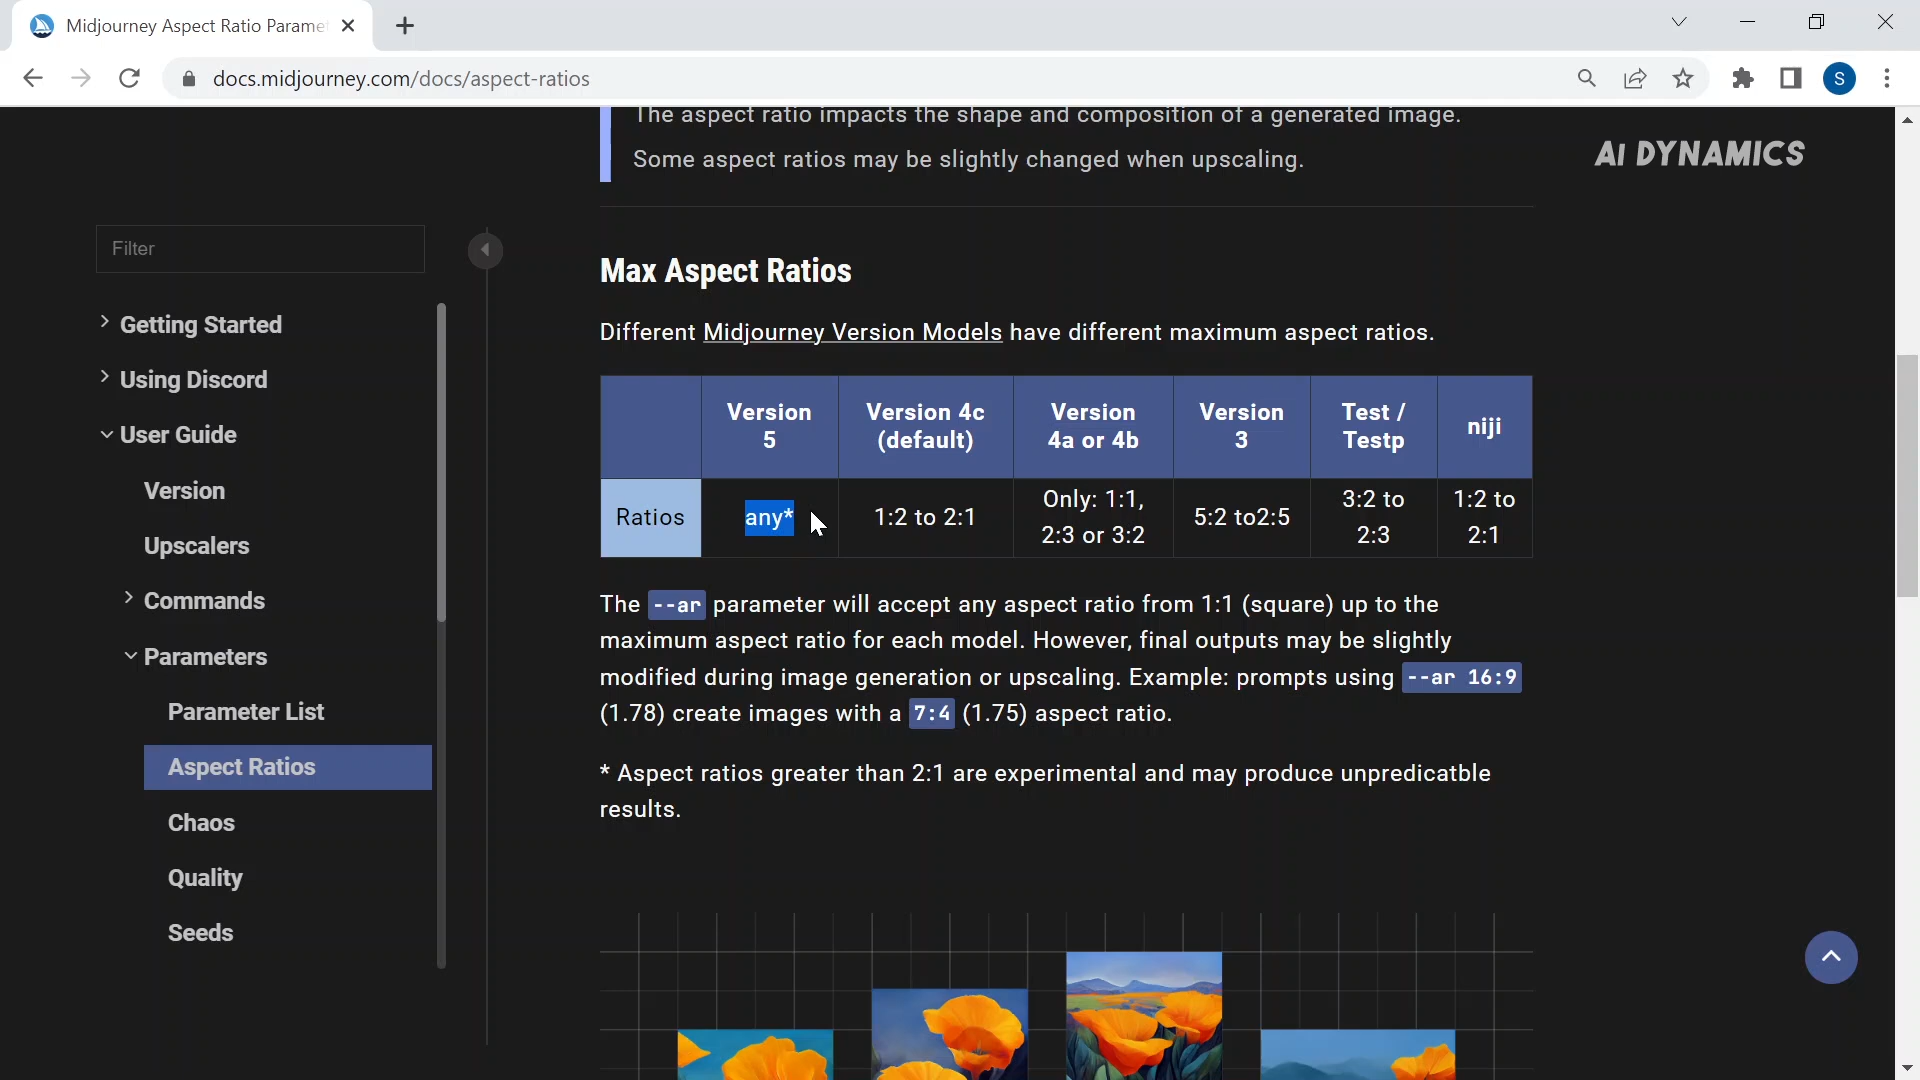 Midjourney Aspect Ratio Parame
docs.midjourney.com/docs/aspect-ratios
S
The aspect ratio impacts the shape and composition of a generated image.
Some aspect ratios may be slightly changed when upscaling.
AI DYNAMICS
Filter
Getting Started
Using Discord
User Guide
Version
Upscalers
Commands
Parameters
Parameter List
Aspect Ratios
Chaos
Quality
Seeds
Max Aspect Ratios
Different Midjourney Version Models have different maximum aspect ratios.
Version 5
Version 4c (default)
Version 4a or 4b
Version 3
Test / Testp
niji
Ratios
any*
1:2 to 2:1
Only: 1:1, 2:3 or 3:2
5:2 to2:5
3:2 to 2:3
1:2 to 2:1
The --ar parameter will accept any aspect ratio from 1:1 (square) up to the
maximum aspect ratio for each model. However, final outputs may be slightly
modified during image generation or upscaling. Example: prompts using --ar 16:9
(1.78) create images with a 7:4 (1.75) aspect ratio.
* Aspect ratios greater than 2:1 are experimental and may produce unpredicatble
results.